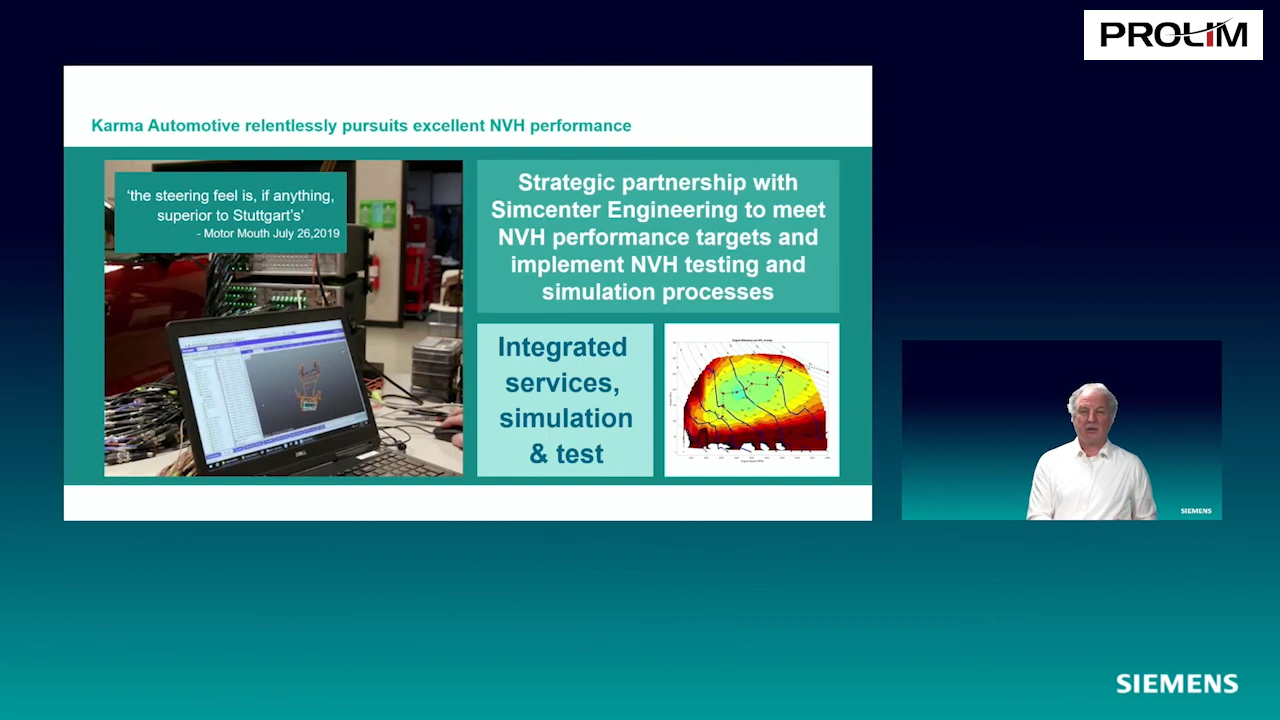 PROLIM
Karma Automotive relentlessly pursuits excellent NVH performance
‘the steering feel is, if anything,
superior to Stuttgart’s’
- Motor Mouth July 26,2019
Strategic partnership with
Simcenter Engineering to meet
NVH performance targets and
implement NVH testing and
simulation processes
Integrated
services,
simulation
& test
DELL
SIEMENS
SIEMENS